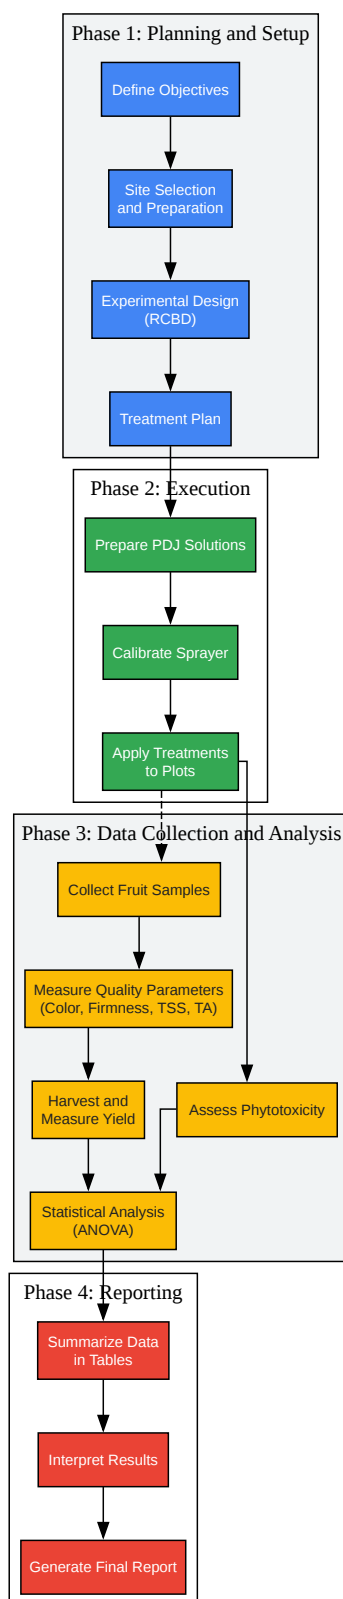 Phase 1: Planning and Setup
Define Objectives
Site Selection
and Preparation
Experimental Design
(RCBD)
Treatment Plan
Phase 2: Execution
Prepare PDJ Solutions
Calibrate Sprayer
Apply Treatments
to Plots
Phase 3: Data Collection and Analysis
Collect Fruit Samples
Measure Quality Parameters
(Color, Firmness, TSS, TA)
Harvest and
Measure Yield
Assess Phytotoxicity
Statistical Analysis
(ANOVA)
Phase 4: Reporting
Summarize Data
in Tables
Interpret Results
Generate Final Report